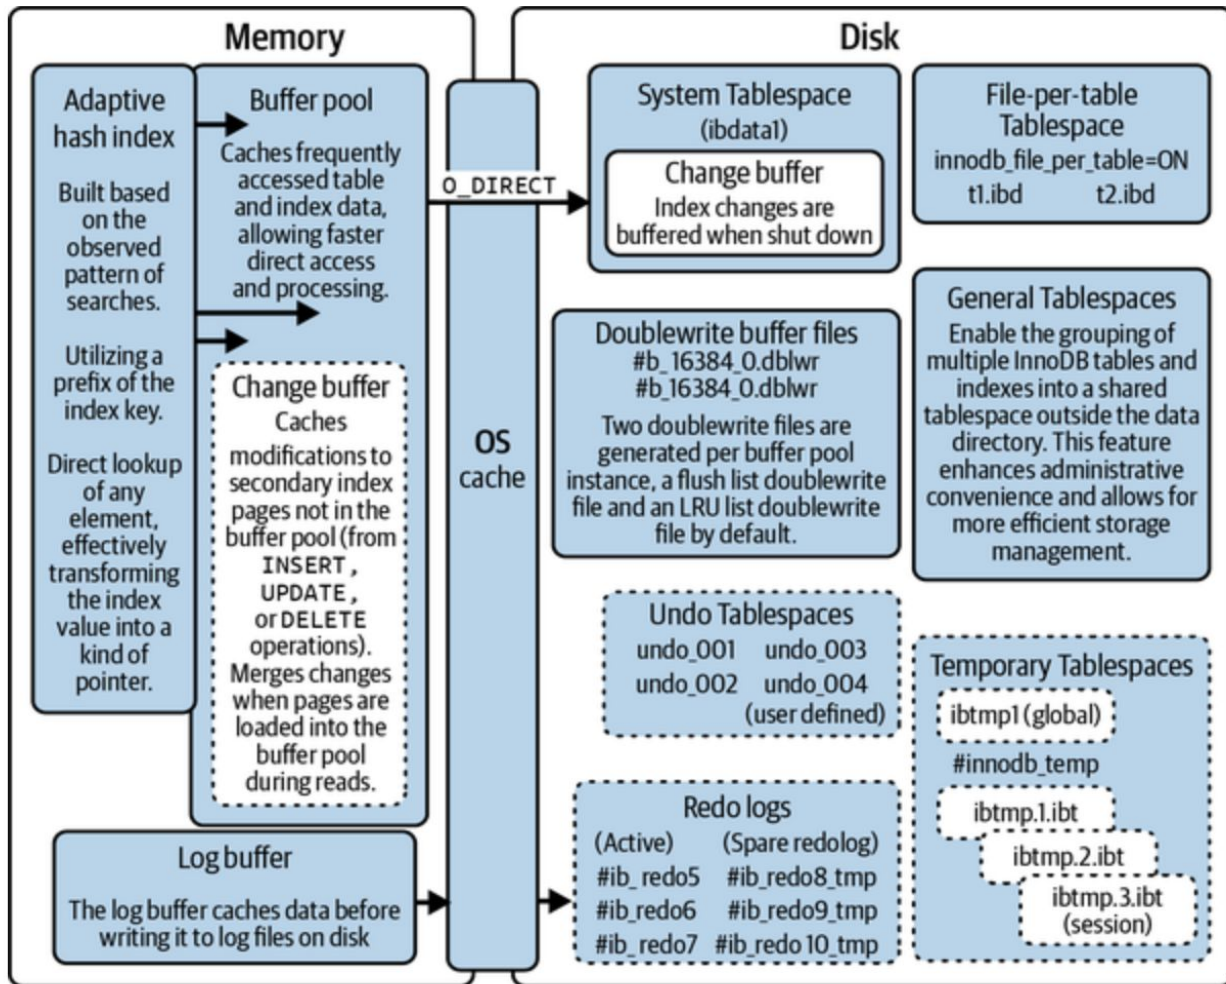 Memory
Adaptive
hash index
Built based
on the
observed
pattern of
searches.
Utilizing a
prefix of the
index key.
Direct lookup
of any
element,
effectively
transforming
the index
value into a
kind of
pointer.
Buffer pool
Caches frequently
accessed table
and index data,
allowing faster
direct access
and processing.
Change buffer
Caches
modifications to
secondary index
pages not in the
buffer pool (from
INSERT,
UPDATE,
or DELETE
operations).
Merges changes
when pages are
loaded into the
buffer pool
during reads.
Log buffer
The log buffer caches data before
writing it to log files on disk
O_DIRECT
OS
cache
Disk
System Tablespace
(ibdata1)
Change buffer
Index changes are
buffered when shut down
File-per-table
Tablespace
innodb_file_per_table=ON
t1.ibd t2.ibd
Doublewrite buffer files
#b_16384_0.dblwr
#b_16384_0.dblwr
Two doublewrite files are
generated per buffer pool
instance, a flush list doublewrite
file and an LRU list doublewrite
file by default.
General Tablespaces
Enable the grouping of
multiple InnoDB tables and
indexes into a shared
tablespace outside the data
directory. This feature
enhances administrative
convenience and allows for
more efficient storage
management.
Undo Tablespaces
undo_001 undo_003
undo_002 undo_004
(user defined)
Temporary Tablespaces
ibtmp1 (global)
#innodb_temp
ibtmp.1.ibt
ibtmp.2.ibt
ibtmp.3.ibt
(session)
Redo logs
(Active) (Spare redolog)
#ib_redo5 #ib_redo8_tmp
#ib_redo6 #ib_redo9_tmp
#ib_redo7 #ib_redo 10_tmp